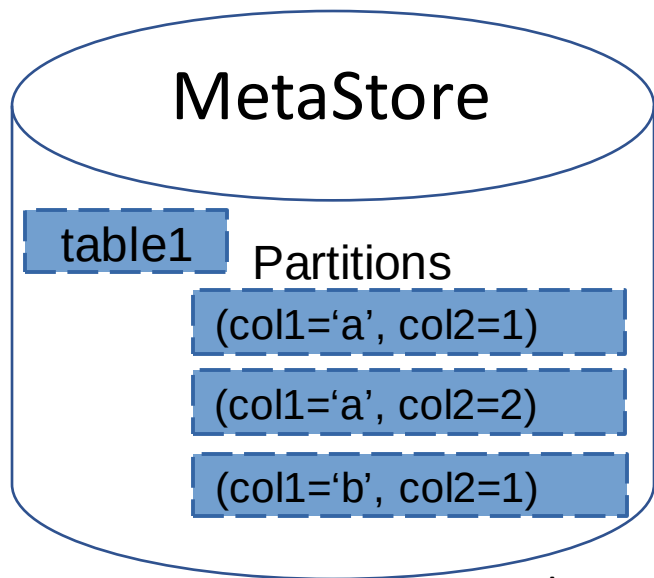 MetaStore
table1
Partitions
(col1=‘a’, col2=1)
(col1=‘a’, col2=2)
(col1=‘b’, col2=1)